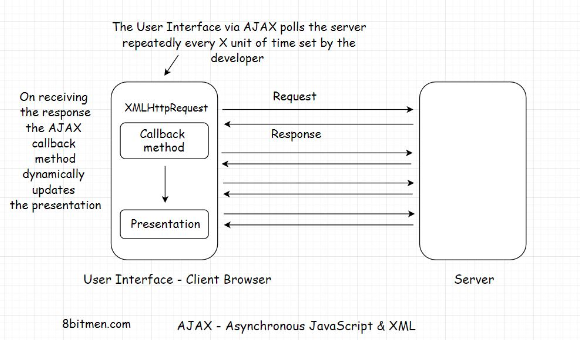 The User Interface via AJAX polls the server
repeatedly every X unit of time set by the
developer
On receiving
the response
the AJAX
callback
method
dynamically
updates
the presentation
XMLHttpRequest
Callback
method
Presentation
Request
Response
User Interface - Client Browser
Server
8bitmen.com
AJAX - Asynchronous JavaScript & XML